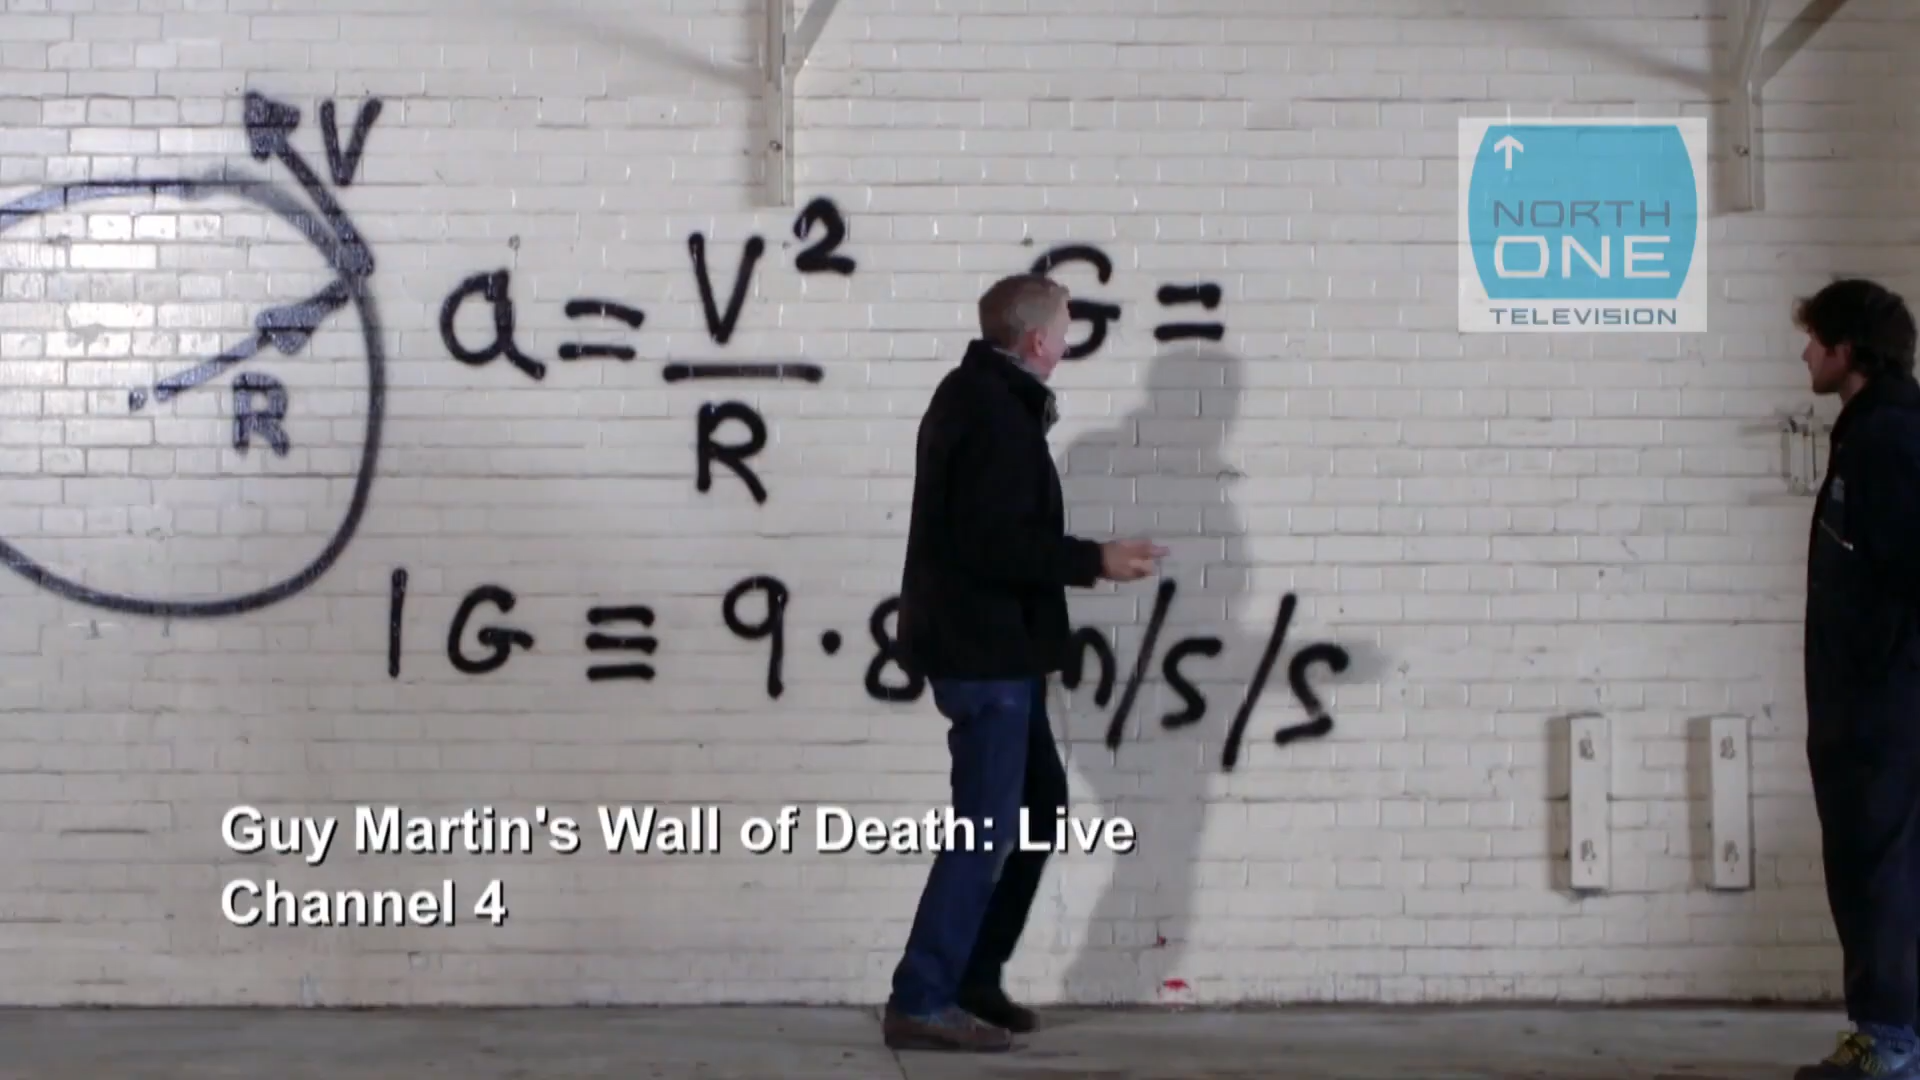 V
R
a = V²
R
G =
1G ≡ 9.8 m/s/s
NORTH
ONE
TELEVISION
Guy Martin's Wall of Death: Live
Channel 4